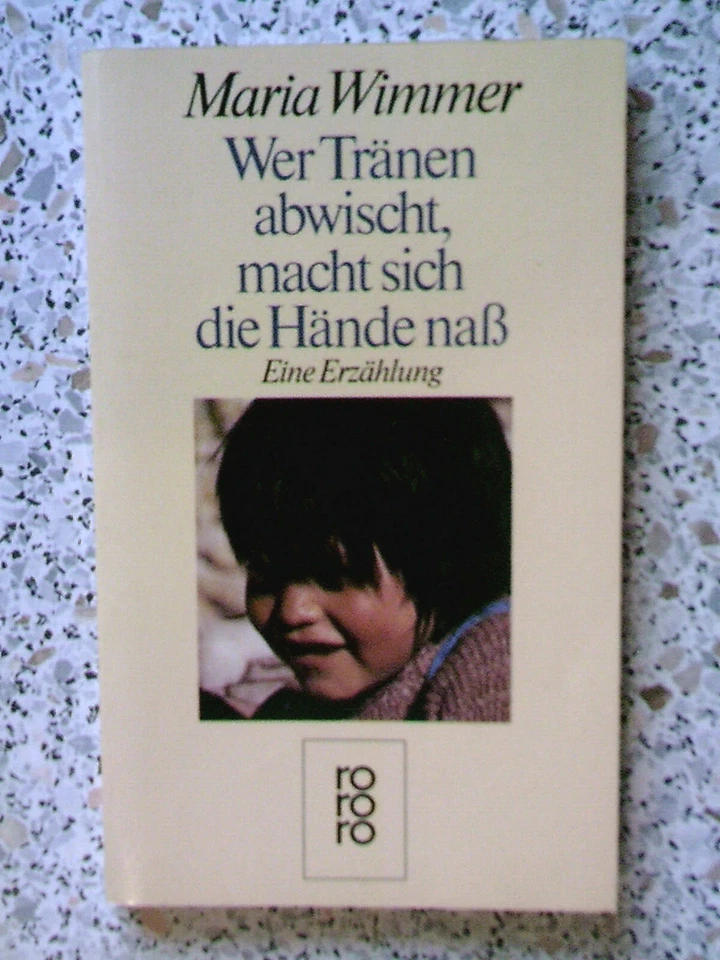 Maria Wimmer
Wer Tränen
abwischt,
macht sich
die Hände naß
Eine Erzählung
ro
ro
ro